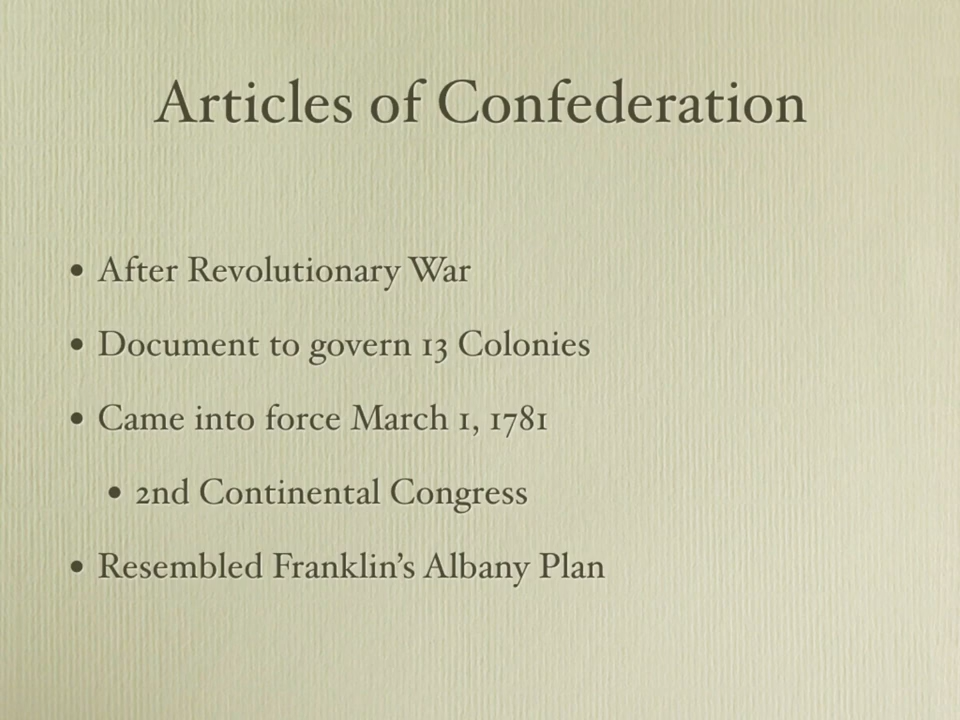 Articles of Confederation
• After Revolutionary War
• Document to govern 13 Colonies
• Came into force March 1, 1781
• 2nd Continental Congress
• Resembled Franklin’s Albany Plan